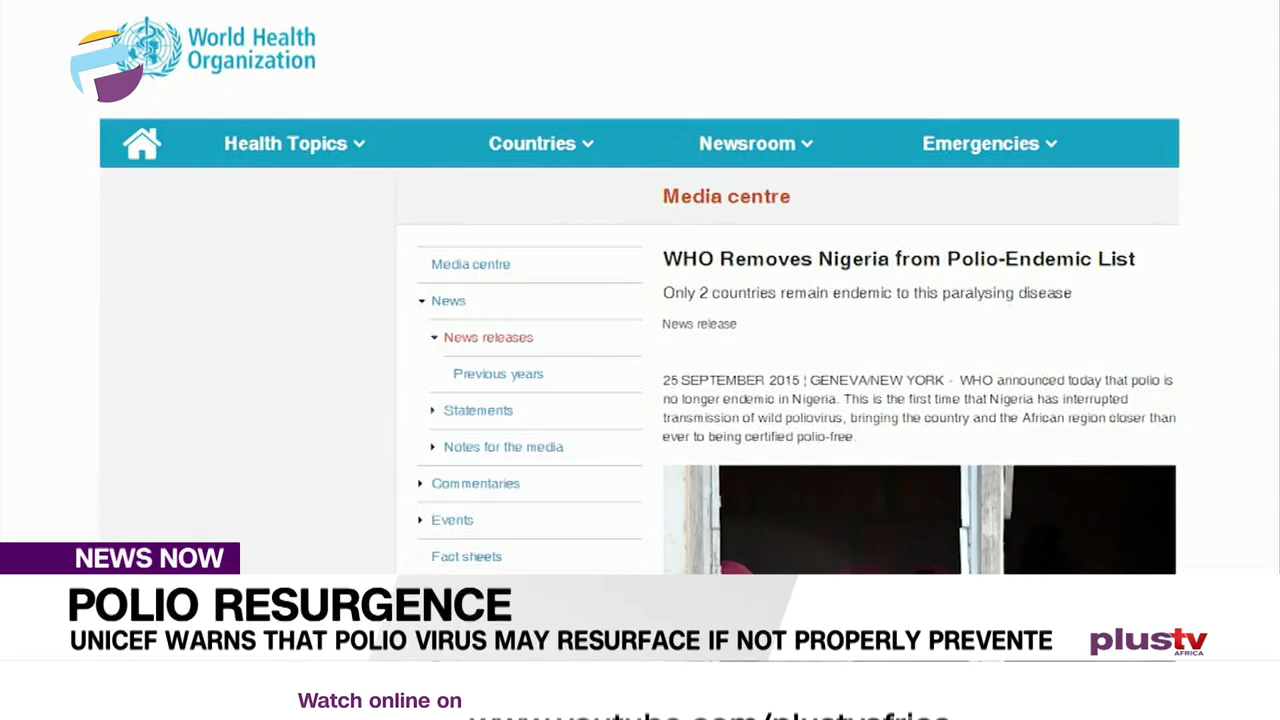 World Health
Organization
Health Topics
Countries
Newsroom
Emergencies
Media centre
Media centre
News
News releases
Previous years
Statements
Notes for the media
Commentaries
Events
Fact sheets
WHO Removes Nigeria from Polio-Endemic List
Only 2 countries remain endemic to this paralysing disease
News release
25 SEPTEMBER 2015 ¦ GENEVA/NEW YORK - WHO announced today that polio is
no longer endemic in Nigeria. This is the first time that Nigeria has interrupted
transmission of wild poliovirus, bringing the country and the African region closer than
ever to being certified polio-free.
NEWS NOW
POLIO RESURGENCE
UNICEF WARNS THAT POLIO VIRUS MAY RESURFACE IF NOT PROPERLY PREVENTE
plustv
AFRICA
Watch online on
www.youtube.com/plustvafrica